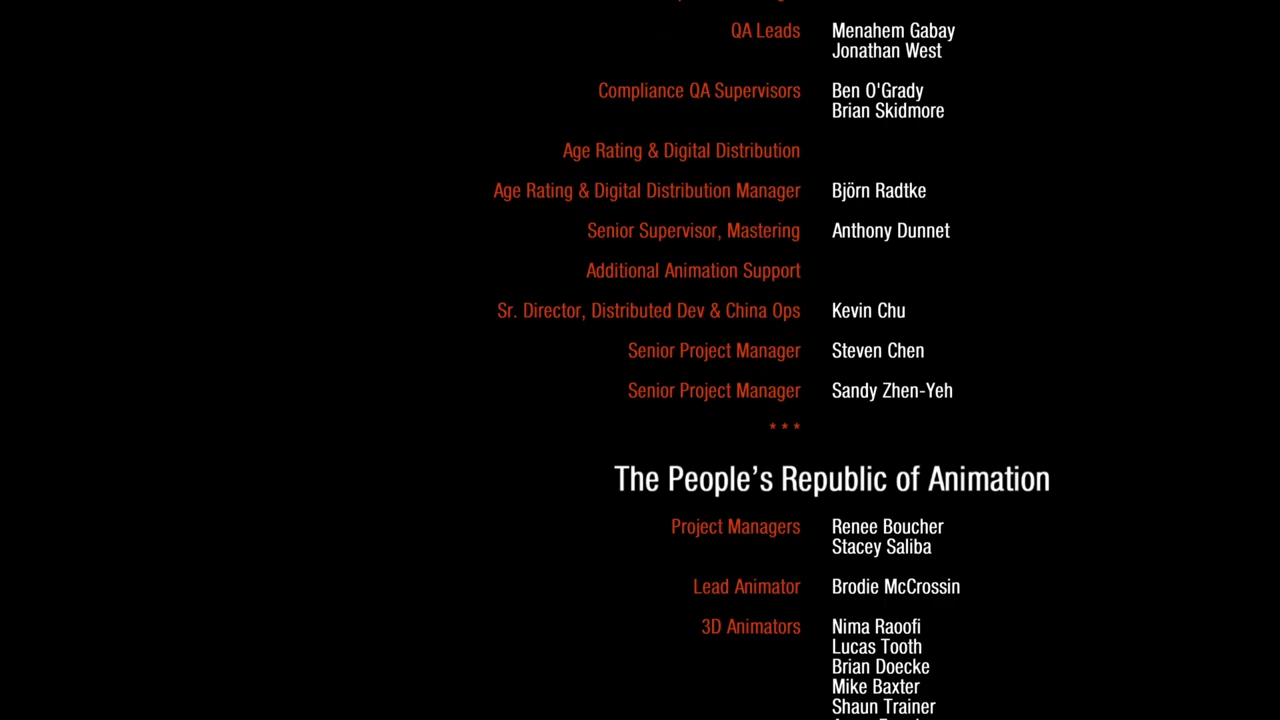 QA Leads Menahem Gabay
Jonathan West
Compliance QA Supervisors Ben O'Grady
Brian Skidmore
Age Rating & Digital Distribution
Age Rating & Digital Distribution Manager Björn Radtke
Senior Supervisor, Mastering Anthony Dunnet
Additional Animation Support
Sr. Director, Distributed Dev & China Ops Kevin Chu
Senior Project Manager Steven Chen
Senior Project Manager Sandy Zhen-Yeh
* * *
The People’s Republic of Animation
Project Managers Renee Boucher
Stacey Saliba
Lead Animator Brodie McCrossin
3D Animators Nima Raoofi
Lucas Tooth
Brian Doecke
Mike Baxter
Shaun Trainer